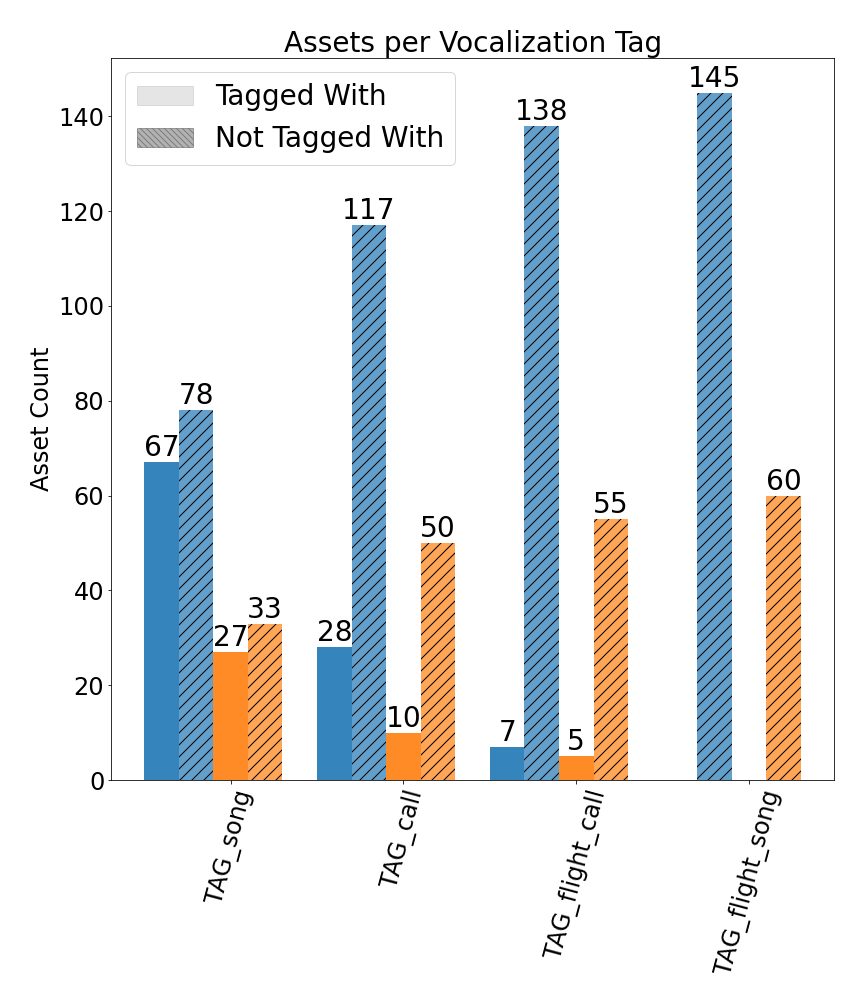 Assets per Vocalization Tag
Tagged With
Not Tagged With
Asset Count
140
120
100
80
60
40
20
0
67
78
27
33
28
117
10
50
7
138
5
55
145
60
TAG_song
TAG_call
TAG_flight_call
TAG_flight_song